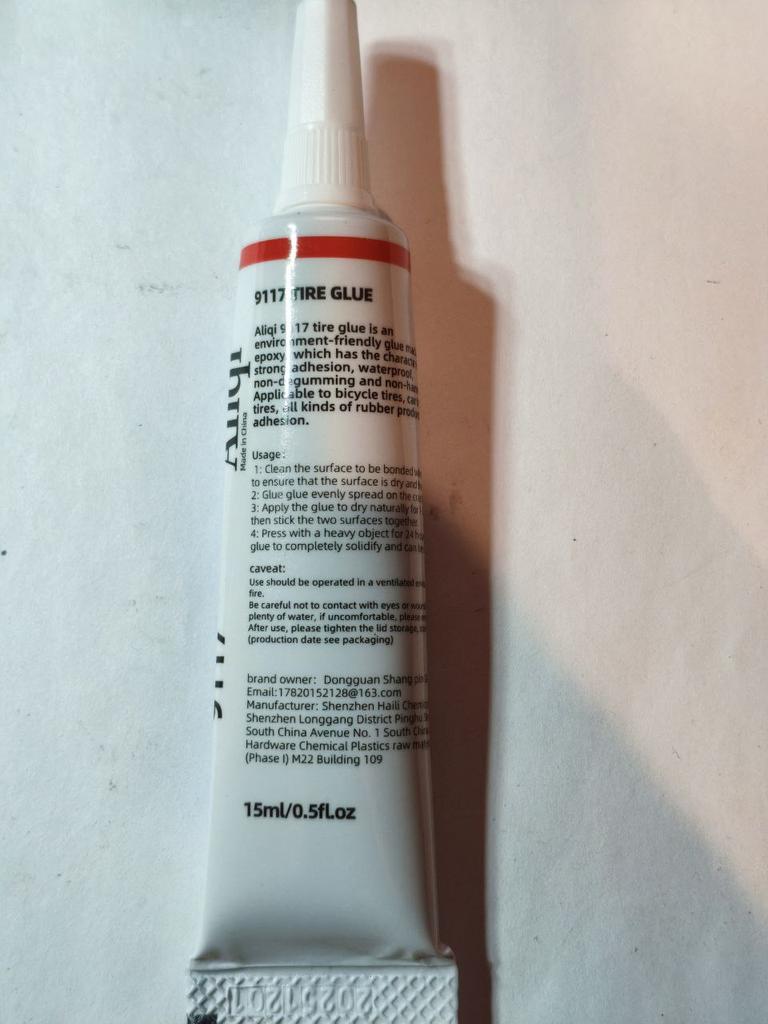 9117 TIRE GLUE
Aliqi 9117 tire glue is an
environment-friendly glue
epoxy, which has the
strong adhesion, waterproof,
non-degumming and
Applicable to bicycle tires, car
tires, all kinds of rubber
adhesion.
Usage:
1: Clean the surface to be bonded
to ensure that the surface is dry and
2: Glue glue evenly spread on the
3: Apply the glue to dry naturally for
then stick the two surfaces together
4: Press with a heavy object for 24
glue to completely solidify and can
caveat:
Use should be operated in a ventilated
fire.
Be careful not to contact with eyes or
plenty of water, if uncomfortable, please
After use, please tighten the lid storage,
(production date see packaging)
brand owner: Dongguan Shang pin
Email:17820152128@163.com
Manufacturer: Shenzhen Haili
Shenzhen Longgang District Pinghu
South China Avenue No. 1 South
Hardware Chemical Plastics raw
(Phase I) M22 Building 109
15ml/0.5fl.oz
Aliqi
Made in China
9117